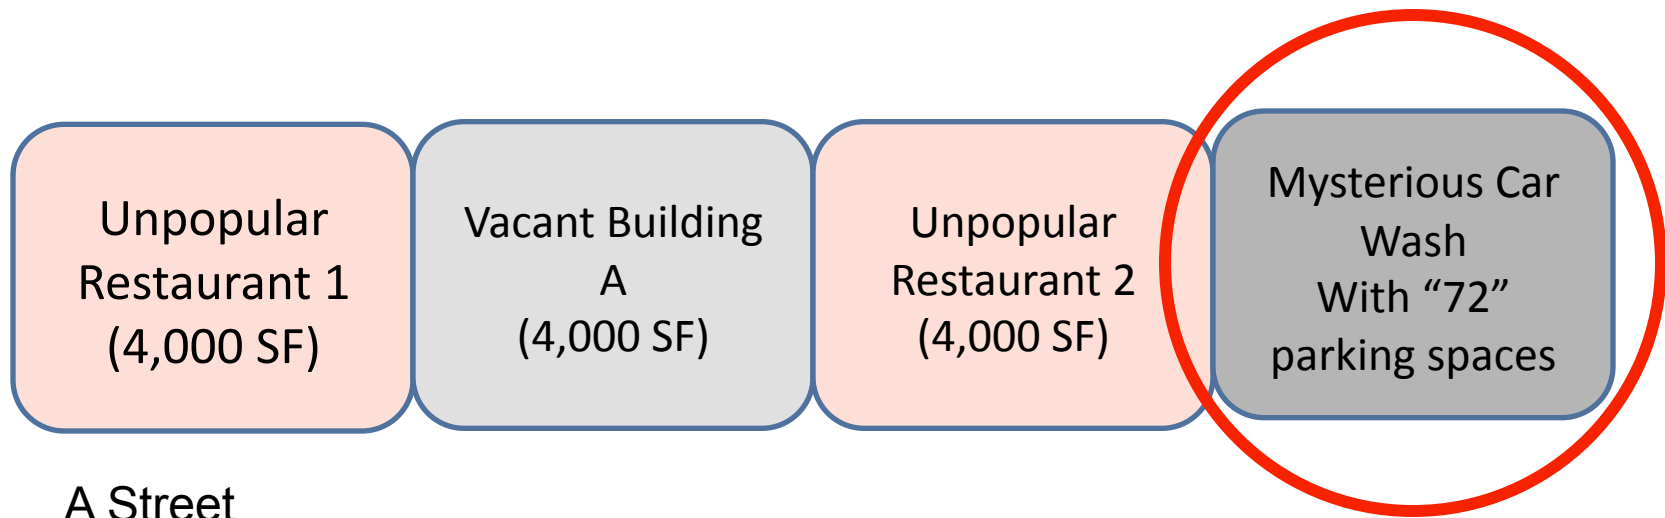 Unpopular
Restaurant 1
(4,000 SF)
Vacant Building
A
(4,000 SF)
Unpopular
Restaurant 2
(4,000 SF)
Mysterious Car
Wash
With “72”
parking spaces
A Street